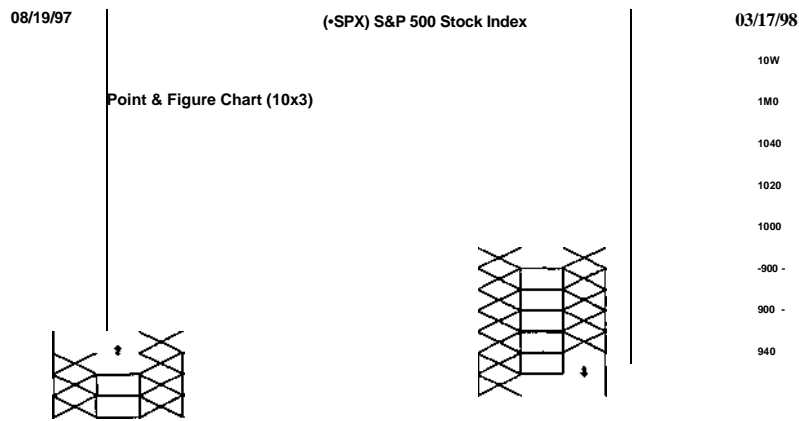 08/19/97 (•SPX) S&P 500 Stock Index 03/17/98
10W
Point & Figure Chart (10x3)
1M0
1040
1020
1000
-900 -
900 -
940